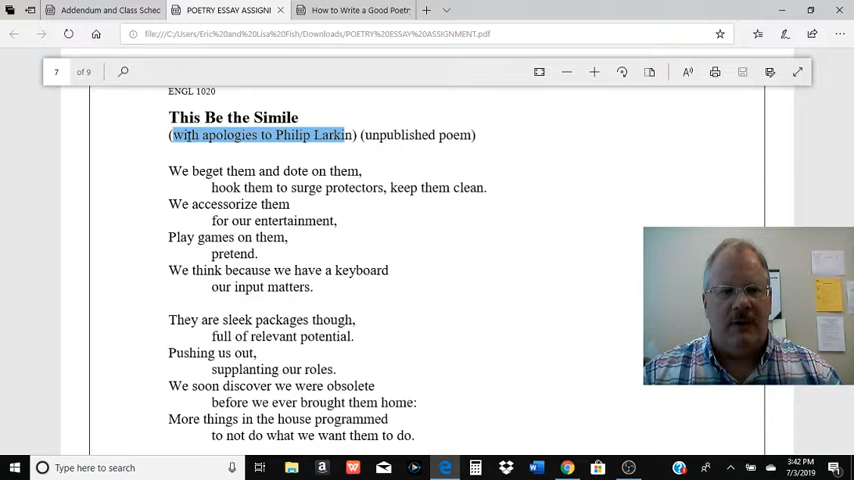 Addendum and Class Schec
POETRY ESSAY ASSIGNM
How to Write a Good Poetry
file:///C:/Users/Eric%20and%20Lisa%20Fish/Downloads/POETRY%20ESSAY%20ASSIGNMENT.pdf
7 of 9
ENGL 1020
This Be the Simile
(with apologies to Philip Larkin) (unpublished poem)
We beget them and dote on them,
hook them to surge protectors, keep them clean.
We accessorize them
for our entertainment,
Play games on them,
pretend.
We think because we have a keyboard
our input matters.
They are sleek packages though,
full of relevant potential.
Pushing us out,
supplanting our roles.
We soon discover we were obsolete
before we ever brought them home:
More things in the house programmed
to not do what we want them to do.
Type here to search
3:42 PM
7/3/2019